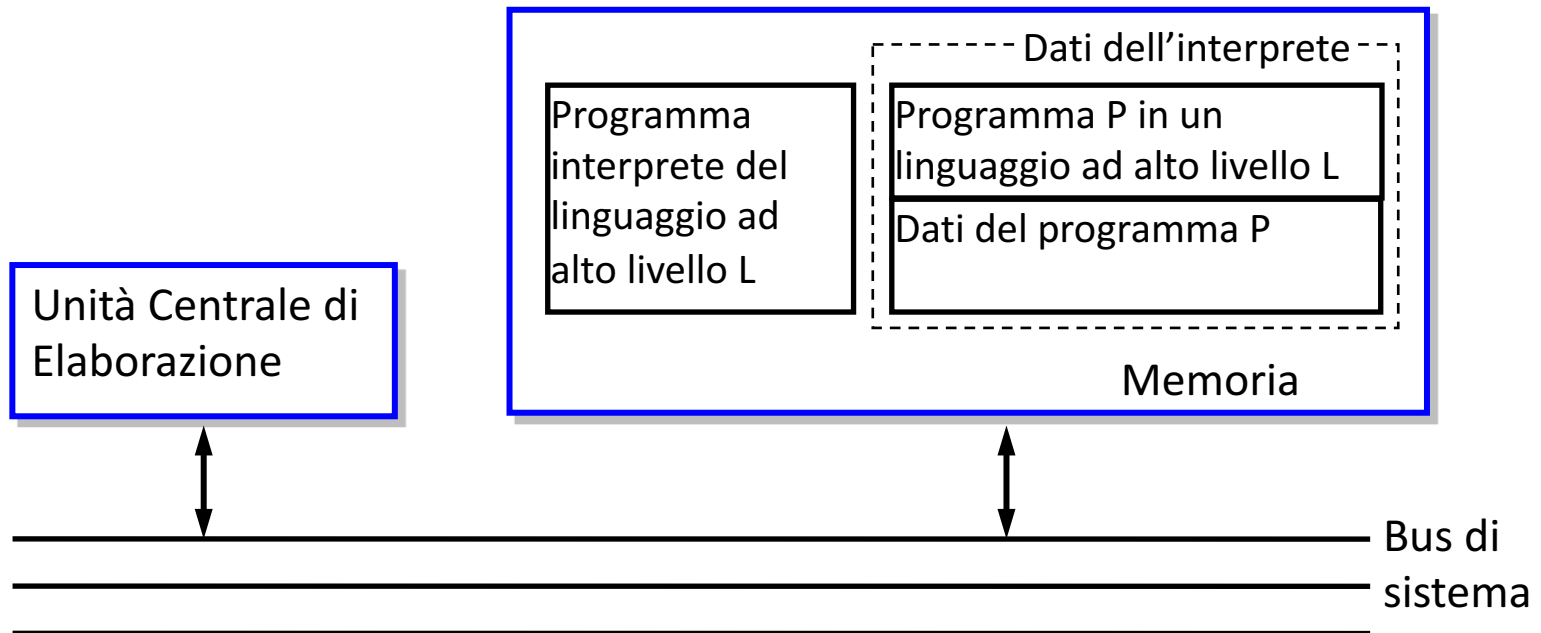 Dati dell’interprete
Programma
interprete del
linguaggio ad
alto livello L
Programma P in un
linguaggio ad alto livello L
Dati del programma P
Unità Centrale di
Elaborazione
Memoria
Bus di
sistema